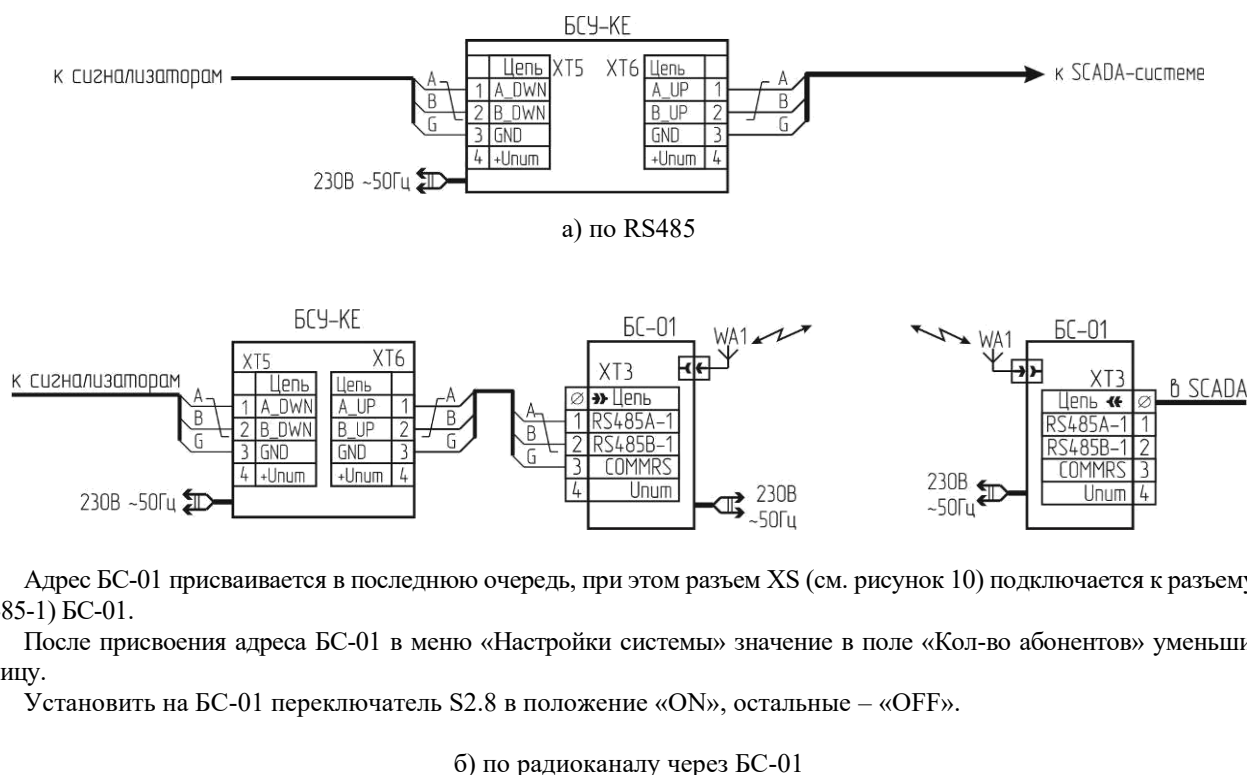 БСУ-КЕ
к сигнализаторам
к SCADA-системе
Цепь XT5 XT6 Цепь
A 1 A_DWN A_UP 1 A
B 2 B_DWN B_UP 2 B
G 3 GND GND 3 G
4 +Uпит +Uпит 4
230В ~50Гц
а) по RS485
БСУ-КЕ
БС-01
WA1
WA1
БС-01
к сигнализаторам
XT5 XT6
Цепь Цепь
A 1 A_DWN A_UP 1 A
B 2 B_DWN B_UP 2 B
G 3 GND GND 3 G
4 +Uпит +Uпит 4
230В ~50Гц
XT3
Ø Цепь
A 1 RS485A-1
B 2 RS485B-1
G 3 COMMRS
4 Uпит
230В
~50Гц
XT3
Цепь Ø
в SCADA
RS485A-1 1
RS485B-1 2
COMMRS 3
Uпит 4
230В
~50Гц
Адрес БС-01 присваивается в последнюю очередь, при этом разъем XS (см. рисунок 10) подключается к разъему
85-1) БС-01.
После присвоения адреса БС-01 в меню «Настройки системы» значение в поле «Кол-во абонентов» уменьши
ицу.
Установить на БС-01 переключатель S2.8 в положение «ON», остальные – «OFF».
б) по радиоканалу через БС-01